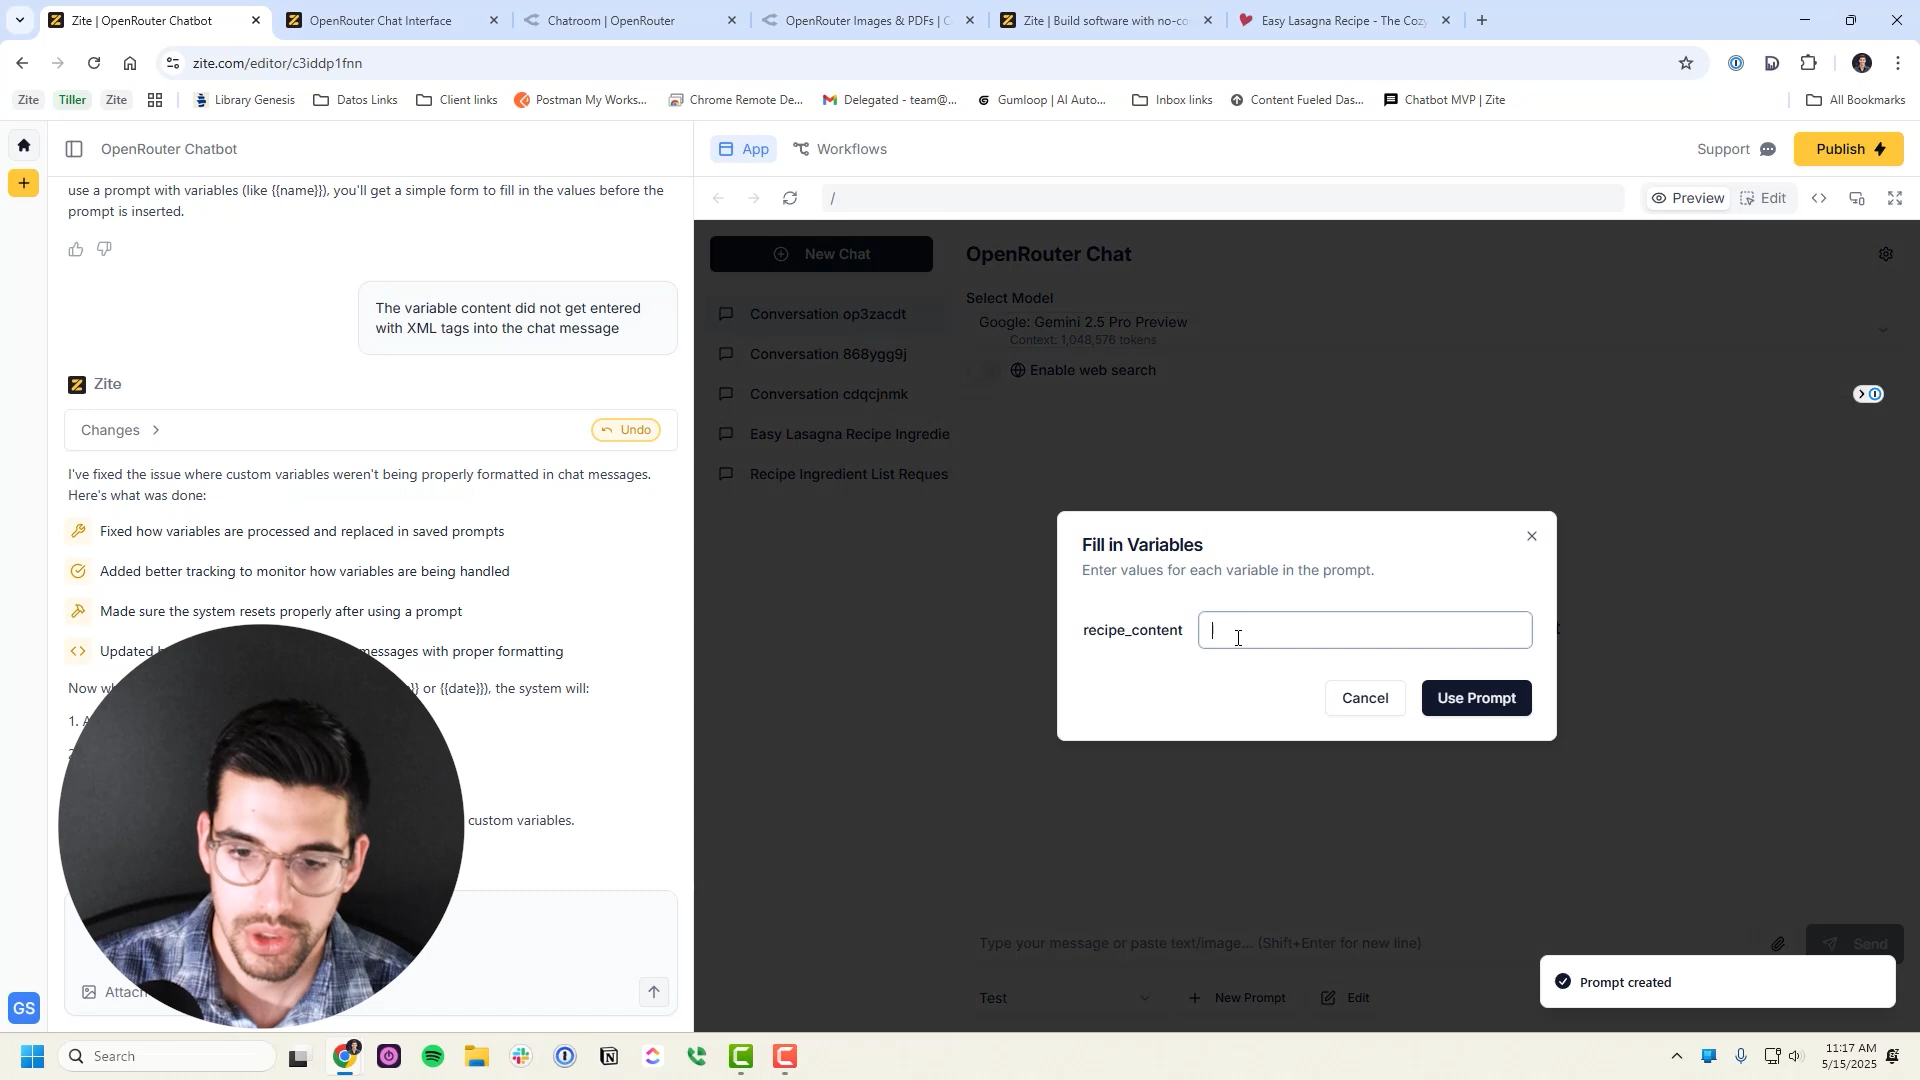 Zite | OpenRouter Chatbot
OpenRouter Chat Interface
Chatroom | OpenRouter
OpenRouter Images & PDFs |
Zite | Build software with no-co
Easy Lasagna Recipe - The Cozy
zite.com/editor/c3iddp1fnn
Zite
Tiller
Zite
Library Genesis
Datos Links
Client links
Postman My Works...
Chrome Remote De...
Delegated - team@...
Gumloop | AI Auto...
Inbox links
Content Fueled Das...
Chatbot MVP | Zite
All Bookmarks
OpenRouter Chatbot
App
Workflows
Support
Publish
/
Preview
Edit
use a prompt with variables (like {{name}}), you'll get a simple form to fill in the values before the
prompt is inserted.
The variable content did not get entered
with XML tags into the chat message
Zite
Changes
Undo
I've fixed the issue where custom variables weren't being properly formatted in chat messages.
Here's what was done:
Fixed how variables are processed and replaced in saved prompts
Added better tracking to monitor how variables are being handled
Made sure the system resets properly after using a prompt
Updated messages with proper formatting
Now }} or {{date}}), the system will:
1.
custom variables.
Attach
GS
New Chat
Conversation op3zacdt
Conversation 868ygg9j
Conversation cdqcjnmk
Easy Lasagna Recipe Ingredie
Recipe Ingredient List Reques
OpenRouter Chat
Select Model
Google: Gemini 2.5 Pro Preview
Context: 1,048,576 tokens
Enable web search
Fill in Variables
Enter values for each variable in the prompt.
recipe_content
Cancel
Use Prompt
Type your message or paste text/image... (Shift+Enter for new line)
Send
Test
New Prompt
Edit
Prompt created
Search
11:17 AM
5/15/2025